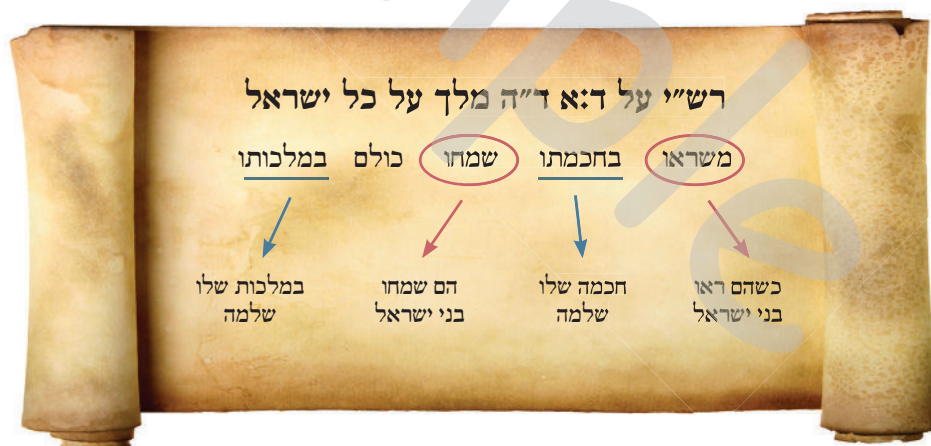 רש״י על ד:א ד״ה מלך על כל ישראל
משראו בחכמתו שמחו כולם במלכותו
כשהם ראו חכמה שלו הם שמחו במלכות שלו
בני ישראל שלמה בני ישראל שלמה